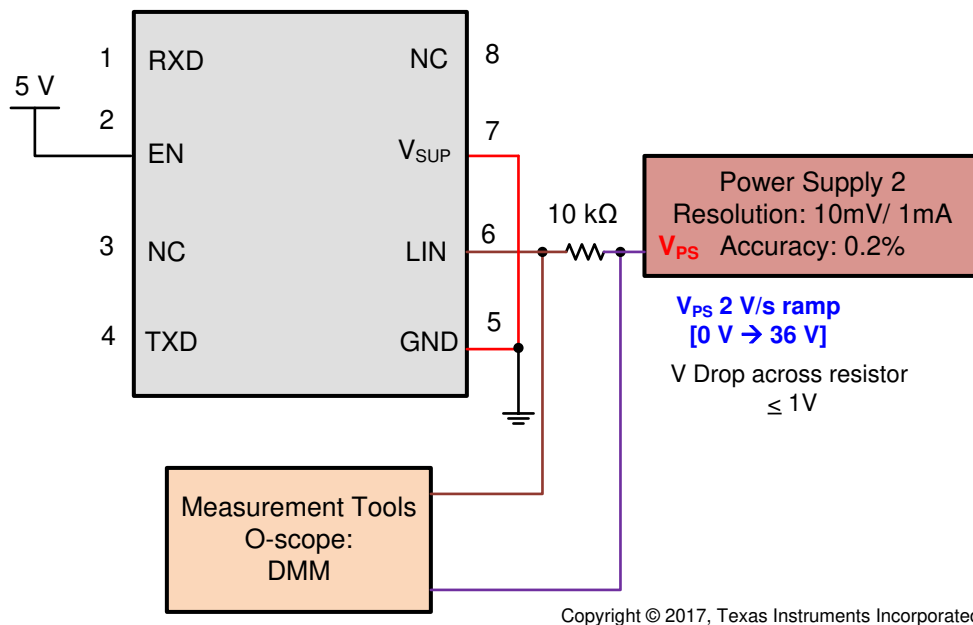 1
RXD
NC
8
5 V
2
EN
7
VSUP
Power Supply 2
Resolution: 10mV/ 1mA
VPS Accuracy: 0.2%
10 kΩ
3
NC
LIN
6
VPS 2 V/s ramp
[0 V → 36 V]
V Drop across resistor
≤ 1V
4
TXD
GND
5
Measurement Tools
O-scope:
DMM
Copyright © 2017, Texas Instruments Incorporated